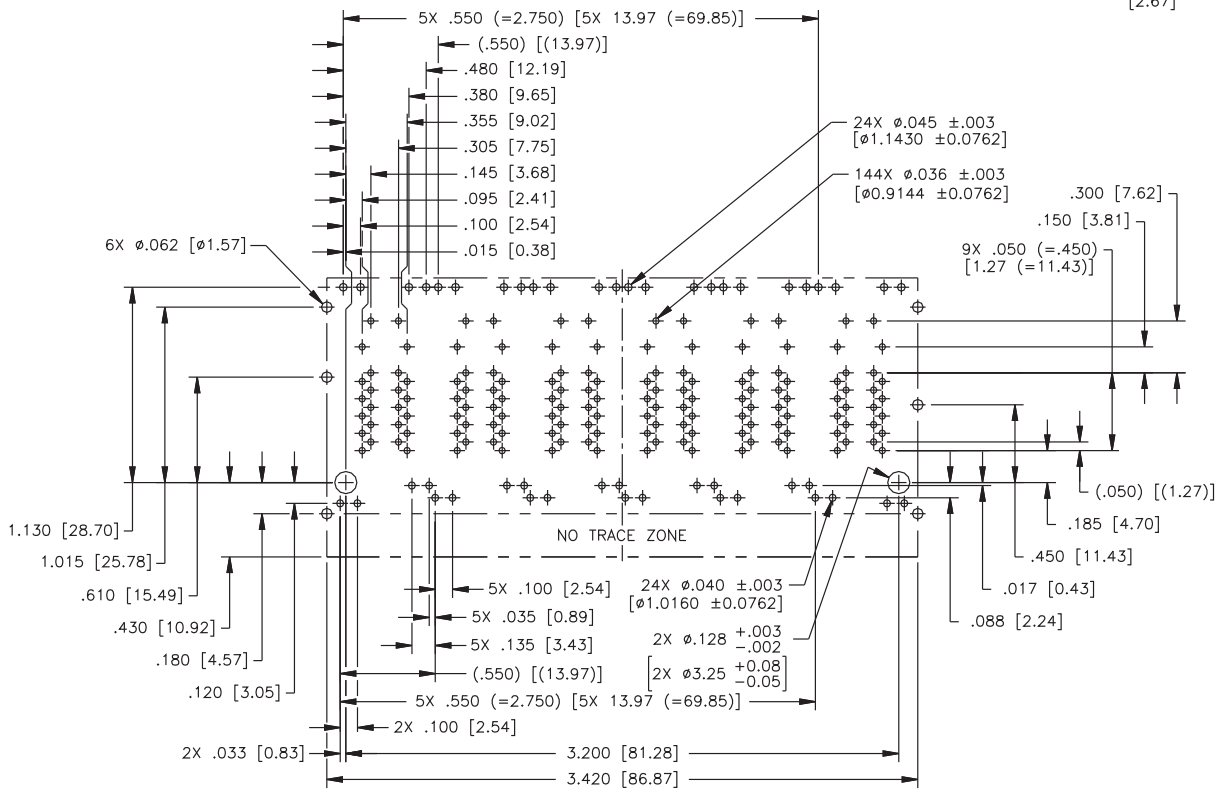 [2.67]
5X .550 (=2.750) [5X 13.97 (=69.85)]
(.550) [(13.97)]
.480 [12.19]
.380 [9.65]
.355 [9.02]
.305 [7.75]
.145 [3.68]
.095 [2.41]
.100 [2.54]
.015 [0.38]
24X ø.045 ±.003
[ø1.1430 ±0.0762]
144X ø.036 ±.003
[ø0.9144 ±0.0762]
.300 [7.62]
.150 [3.81]
9X .050 (=.450)
[1.27 (=11.43)]
6X ø.062 [ø1.57]
NO TRACE ZONE
1.130 [28.70]
1.015 [25.78]
.610 [15.49]
.430 [10.92]
.180 [4.57]
.120 [3.05]
(.050) [(1.27)]
.185 [4.70]
.450 [11.43]
.017 [0.43]
.088 [2.24]
5X .100 [2.54]
5X .035 [0.89]
5X .135 [3.43]
(.550) [(13.97)]
5X .550 (=2.750) [5X 13.97 (=69.85)]
24X ø.040 ±.003
[ø1.0160 ±0.0762]
2X ø.128 +.003
-.002
[2X ø3.25 +0.08
-0.05]
2X .100 [2.54]
2X .033 [0.83]
3.200 [81.28]
3.420 [86.87]